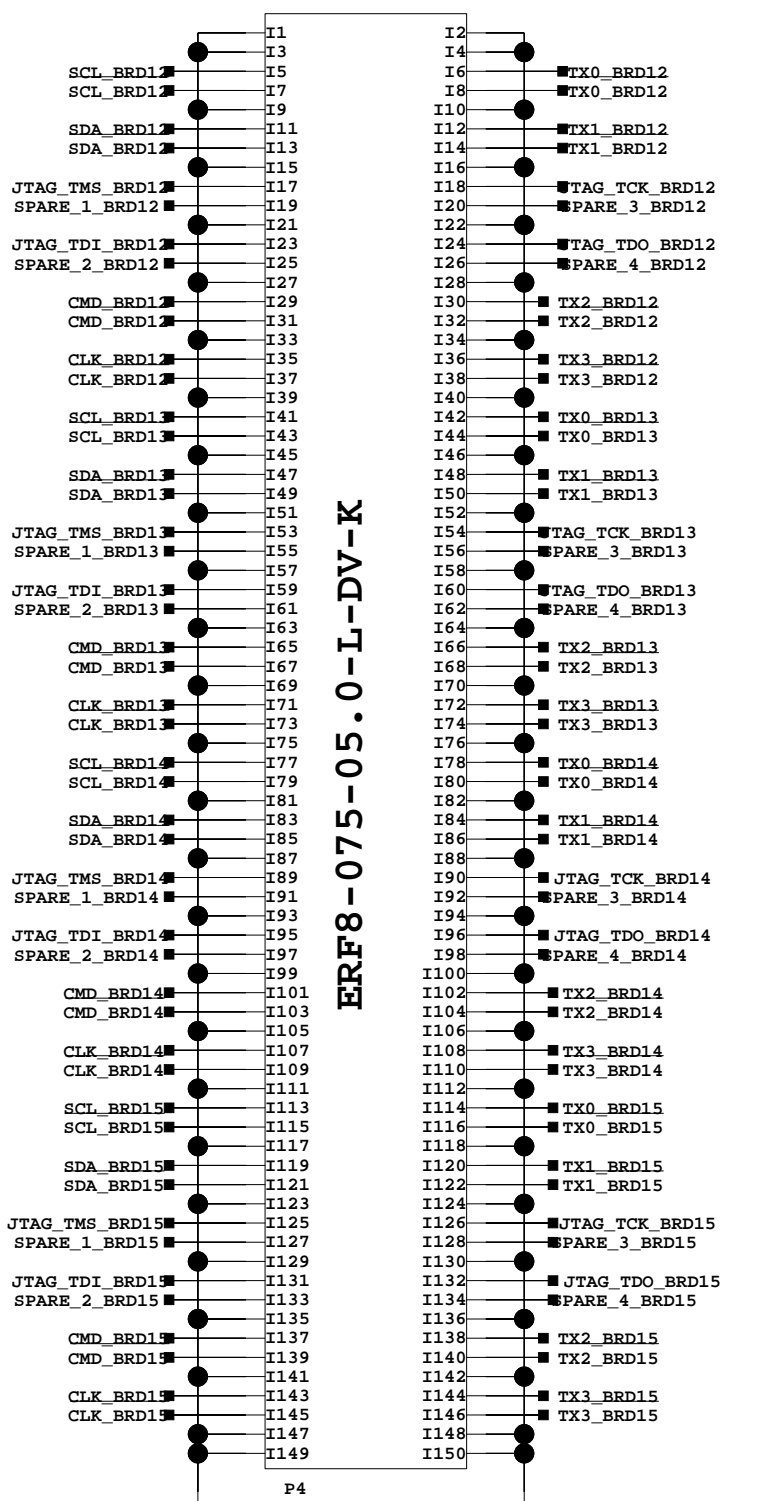 I1 I2
I3 I4
SCL_BRD12 I5 I6 TX0_BRD12
SCL_BRD12 I7 I8 TX0_BRD12
I9 I10
SDA_BRD12 I11 I12 TX1_BRD12
SDA_BRD12 I13 I14 TX1_BRD12
I15 I16
JTAG_TMS_BRD12 I17 I18 JTAG_TCK_BRD12
SPARE_1_BRD12 I19 I20 SPARE_3_BRD12
I21 I22
JTAG_TDI_BRD12 I23 I24 JTAG_TDO_BRD12
SPARE_2_BRD12 I25 I26 SPARE_4_BRD12
I27 I28
CMD_BRD12 I29 I30 TX2_BRD12
CMD_BRD12 I31 I32 TX2_BRD12
I33 I34
CLK_BRD12 I35 I36 TX3_BRD12
CLK_BRD12 I37 I38 TX3_BRD12
I39 I40
SCL_BRD13 I41 I42 TX0_BRD13
SCL_BRD13 I43 I44 TX0_BRD13
I45 I46
SDA_BRD13 I47 I48 TX1_BRD13
SDA_BRD13 I49 I50 TX1_BRD13
I51 I52
JTAG_TMS_BRD13 I53 I54 JTAG_TCK_BRD13
SPARE_1_BRD13 I55 I56 SPARE_3_BRD13
I57 I58
JTAG_TDI_BRD13 I59 I60 JTAG_TDO_BRD13
SPARE_2_BRD13 I61 I62 SPARE_4_BRD13
I63 I64
CMD_BRD13 I65 I66 TX2_BRD13
CMD_BRD13 I67 I68 TX2_BRD13
I69 I70
CLK_BRD13 I71 I72 TX3_BRD13
CLK_BRD13 I73 I74 TX3_BRD13
I75 I76
SCL_BRD14 I77 I78 TX0_BRD14
SCL_BRD14 I79 I80 TX0_BRD14
I81 I82
SDA_BRD14 I83 I84 TX1_BRD14
SDA_BRD14 I85 I86 TX1_BRD14
I87 I88
JTAG_TMS_BRD14 I89 I90 JTAG_TCK_BRD14
SPARE_1_BRD14 I91 I92 SPARE_3_BRD14
I93 I94
JTAG_TDI_BRD14 I95 I96 JTAG_TDO_BRD14
SPARE_2_BRD14 I97 I98 SPARE_4_BRD14
I99 I100
CMD_BRD14 I101 I102 TX2_BRD14
CMD_BRD14 I103 I104 TX2_BRD14
I105 I106
CLK_BRD14 I107 I108 TX3_BRD14
CLK_BRD14 I109 I110 TX3_BRD14
I111 I112
SCL_BRD15 I113 I114 TX0_BRD15
SCL_BRD15 I115 I116 TX0_BRD15
I117 I118
SDA_BRD15 I119 I120 TX1_BRD15
SDA_BRD15 I121 I122 TX1_BRD15
I123 I124
JTAG_TMS_BRD15 I125 I126 JTAG_TCK_BRD15
SPARE_1_BRD15 I127 I128 SPARE_3_BRD15
I129 I130
JTAG_TDI_BRD15 I131 I132 JTAG_TDO_BRD15
SPARE_2_BRD15 I133 I134 SPARE_4_BRD15
I135 I136
CMD_BRD15 I137 I138 TX2_BRD15
CMD_BRD15 I139 I140 TX2_BRD15
I141 I142
CLK_BRD15 I143 I144 TX3_BRD15
CLK_BRD15 I145 I146 TX3_BRD15
I147 I148
I149 I150
ERF8-075-05.0-L-DV-K
P4